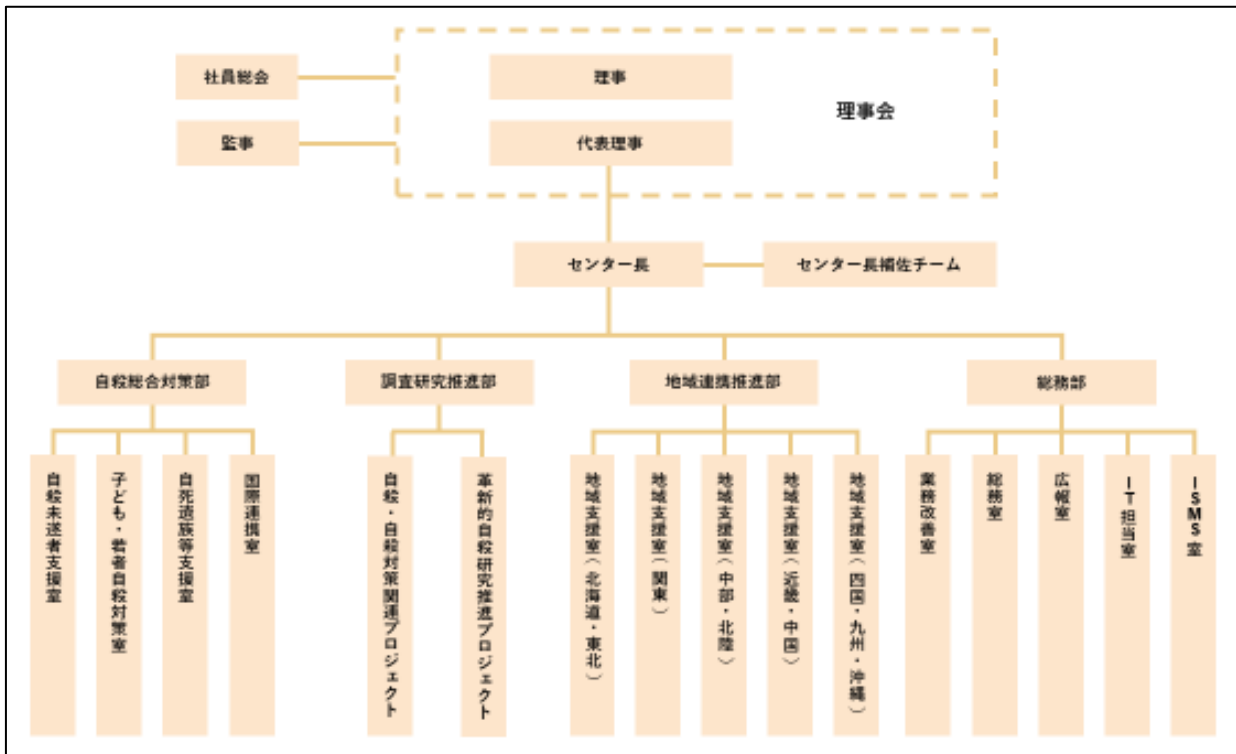 社員総会
理事
理事会
監事
代表理事
センター長
センター長補佐チーム
自殺総合対策部
調査研究推進部
地域連携推進部
総務部
自殺未遂者支援室
子ども・若者自殺対策室
自死遺族等支援室
国際連携室
自殺・自殺対策関連プロジェクト
革新的自殺研究推進プロジェクト
地域支援室(北海道・東北)
地域支援室(関東)
地域支援室(中部・北陸)
地域支援室(近畿・中国)
地域支援室(四国・九州・沖縄)
業務改善室
総務室
広報室
IT担当室
ISMS室